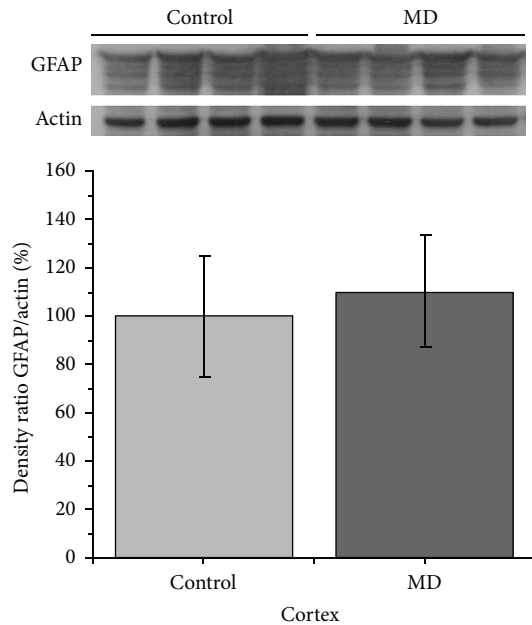 Control MD
GFAP
Actin
160
140
120
100
80
60
40
20
0
Density ratio GFAP/actin (%)
Control MD
Cortex